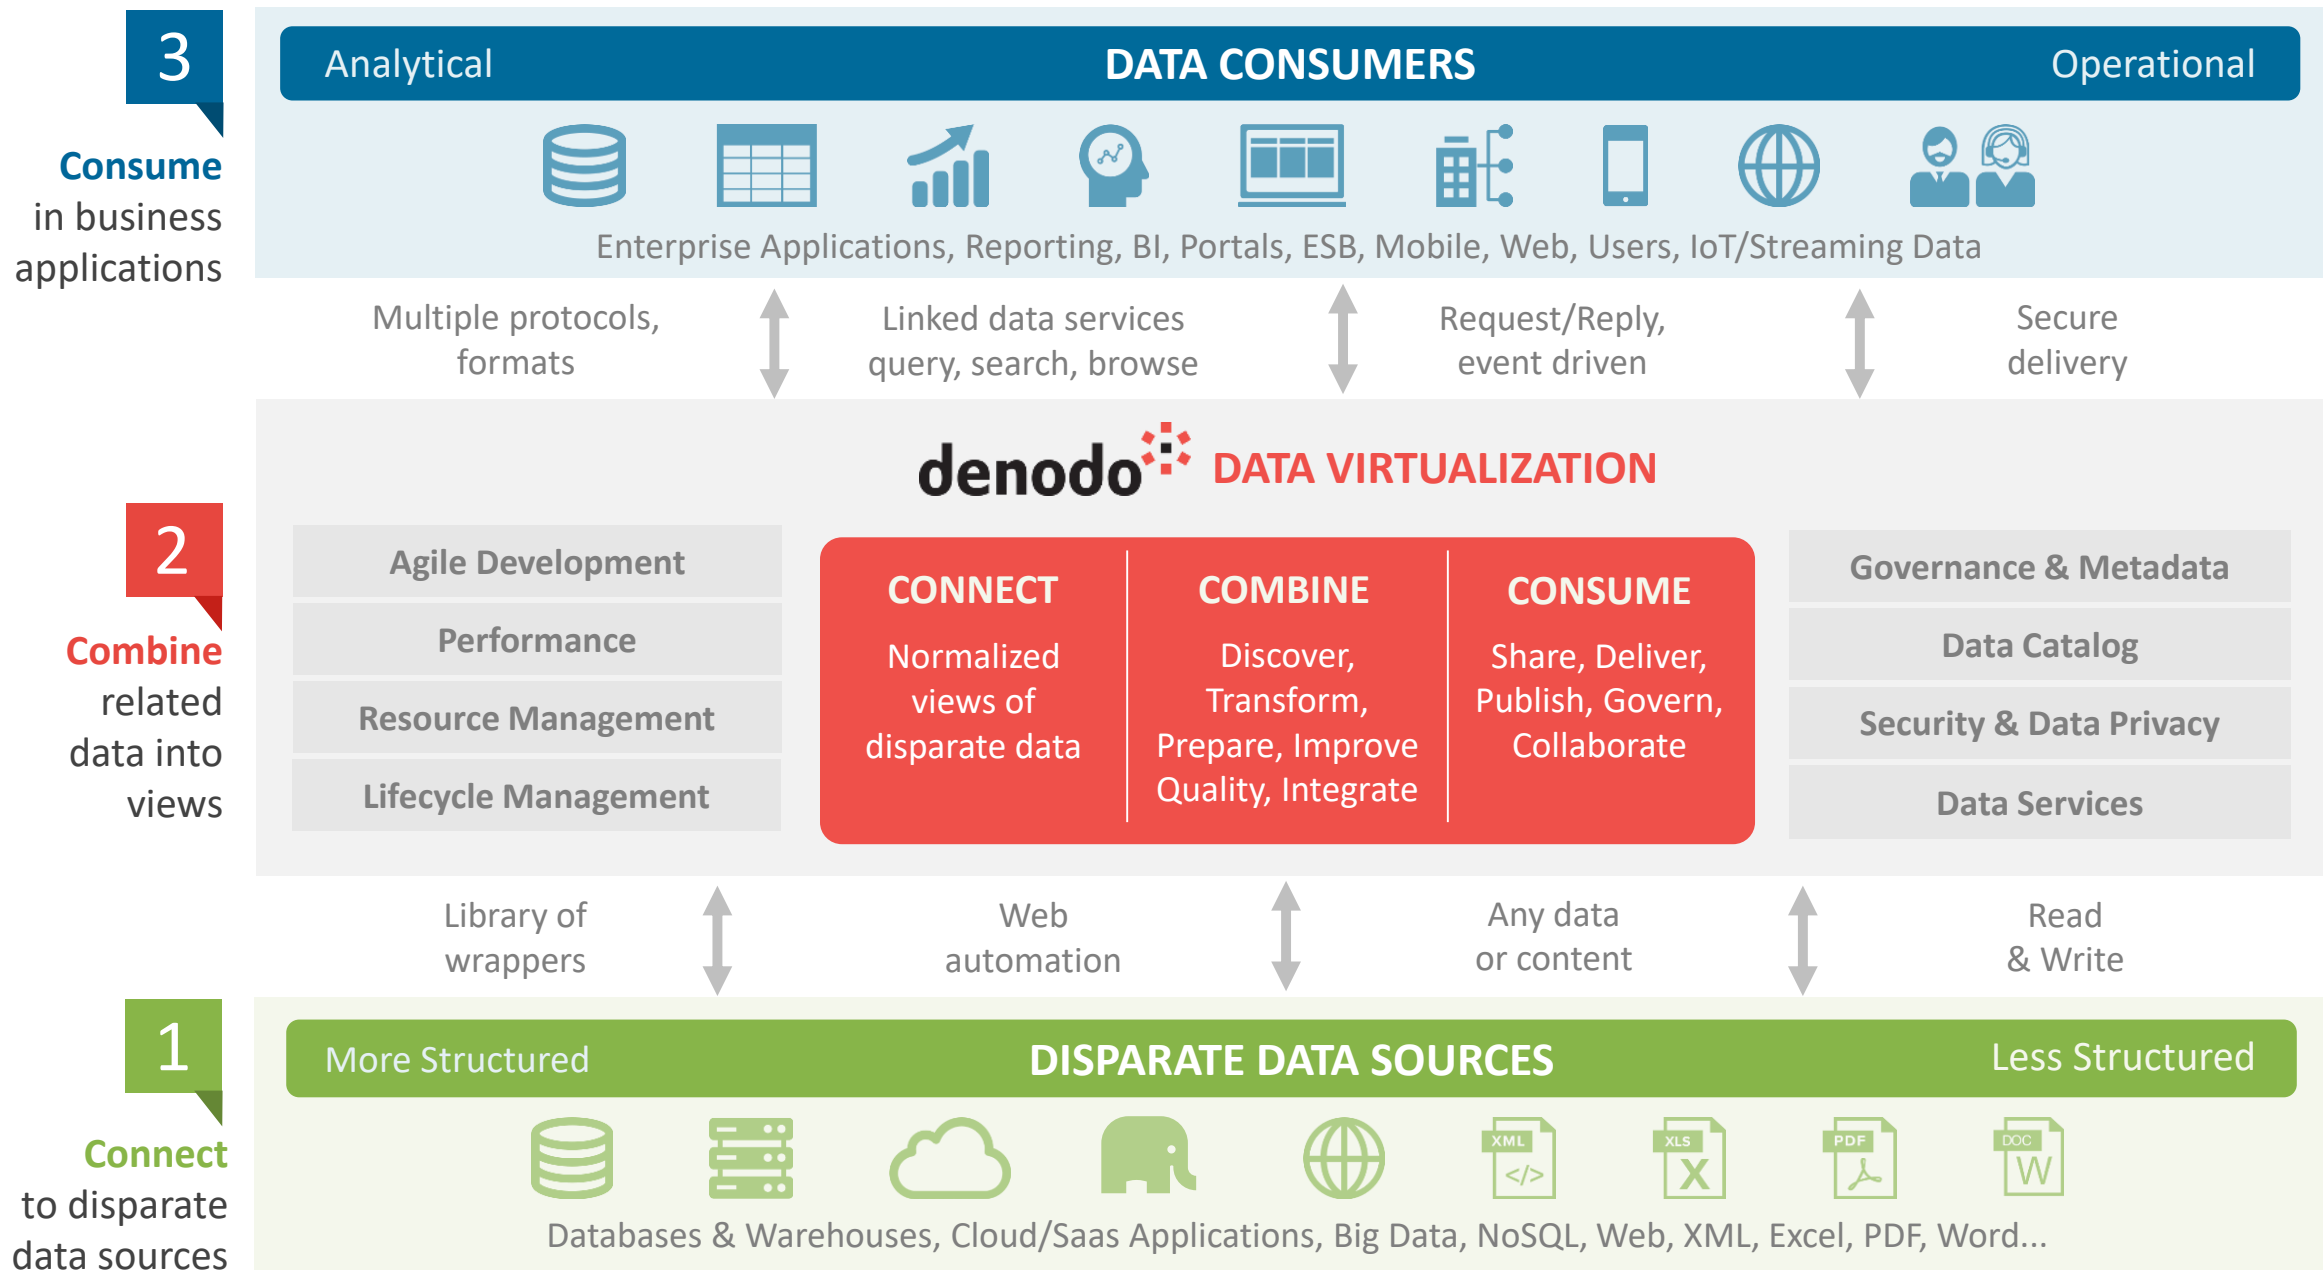 3
Consume
in business
applications
Analytical
DATA CONSUMERS
Operational
Enterprise Applications, Reporting, BI, Portals, ESB, Mobile, Web, Users, IoT/Streaming Data
Multiple protocols,
formats
Linked data services
query, search, browse
Request/Reply,
event driven
Secure
delivery
2
Combine
related
data into
views
denodo DATA VIRTUALIZATION
Agile Development
Performance
Resource Management
Lifecycle Management
CONNECT
Normalized
views of
disparate data
COMBINE
Discover,
Transform,
Prepare, Improve
Quality, Integrate
CONSUME
Share, Deliver,
Publish, Govern,
Collaborate
Governance & Metadata
Data Catalog
Security & Data Privacy
Data Services
Library of
wrappers
Web
automation
Any data
or content
Read
& Write
1
Connect
to disparate
data sources
More Structured
DISPARATE DATA SOURCES
Less Structured
XML
</>
XLS
X
PDF
DOC
W
Databases & Warehouses, Cloud/Saas Applications, Big Data, NoSQL, Web, XML, Excel, PDF, Word...